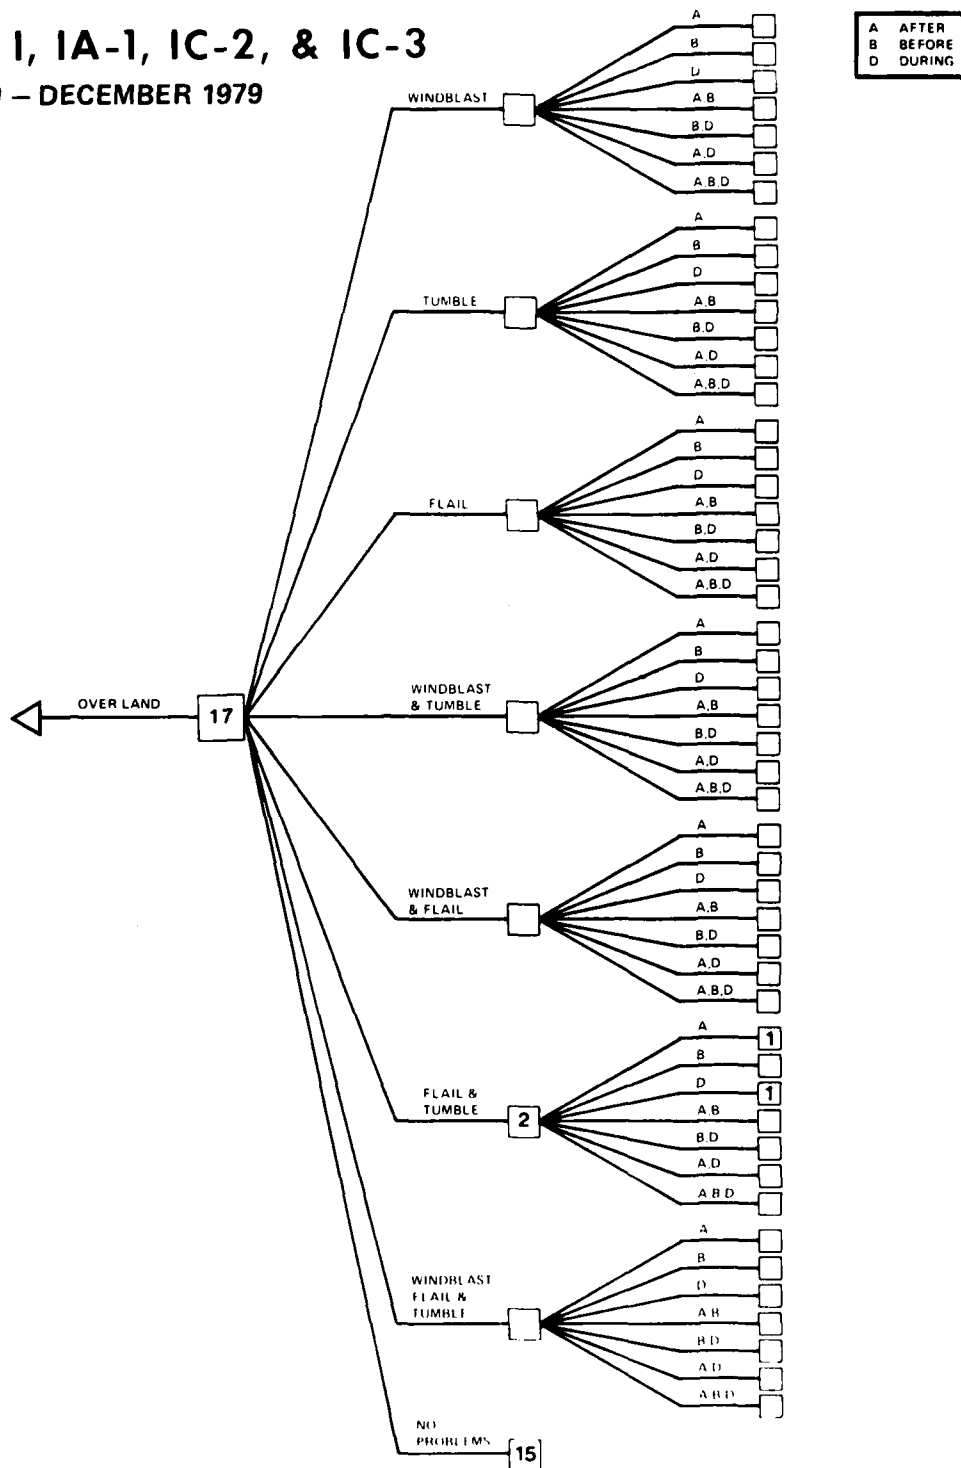 I, IA-1, IC-2, & IC-3
– DECEMBER 1979
A AFTER
B BEFORE
D DURING
WINDBLAST
A
B
D
A,B
B,D
A,D
A,B,D
TUMBLE
A
B
D
A,B
B,D
A,D
A,B,D
FLAIL
A
B
D
A,B
B,D
A,D
A,B,D
OVER LAND
17
WINDBLAST
& TUMBLE
A
B
D
A,B
B,D
A,D
A,B,D
WINDBLAST
& FLAIL
A
B
D
A,B
B,D
A,D
A,B,D
FLAIL &
TUMBLE
2
A
1
B
D
1
A,B
B,D
A,D
A,B,D
WINDBLAST
FLAIL &
TUMBLE
A
B
D
A,B
B,D
A,D
A,B,D
NO
PROBLEMS
15